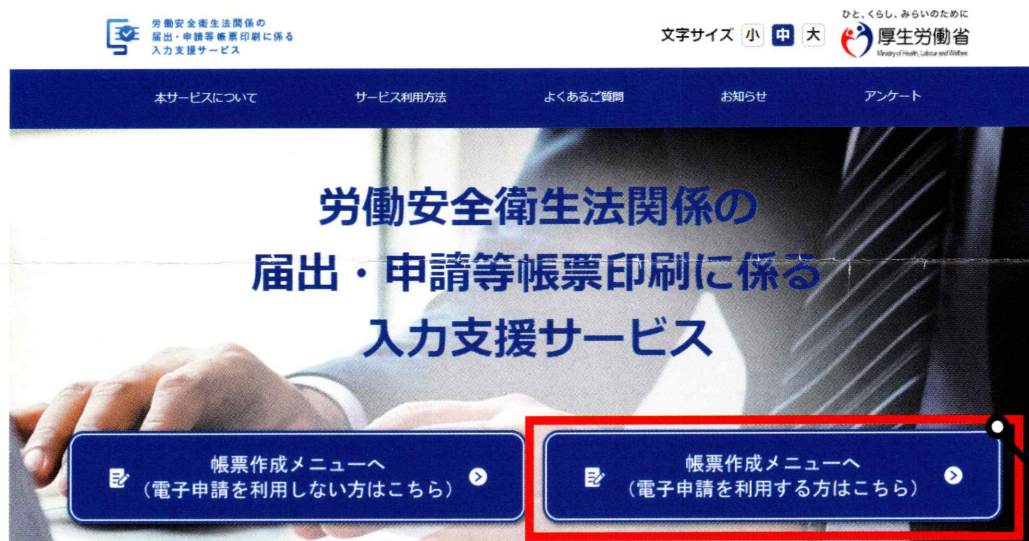 労働安全衛生法関係の
届出・申請等帳票印刷に係る
入力支援サービス
文字サイズ 小 中 大
ひと、くらし、みらいのために
厚生労働省
Ministry of Health, Labour and Welfare
本サービスについて サービス利用方法 よくあるご質問 お知らせ アンケート
労働安全衛生法関係の
届出・申請等帳票印刷に係る
入力支援サービス
帳票作成メニューへ
（電子申請を利用しない方はこちら）
帳票作成メニューへ
（電子申請を利用する方はこちら）